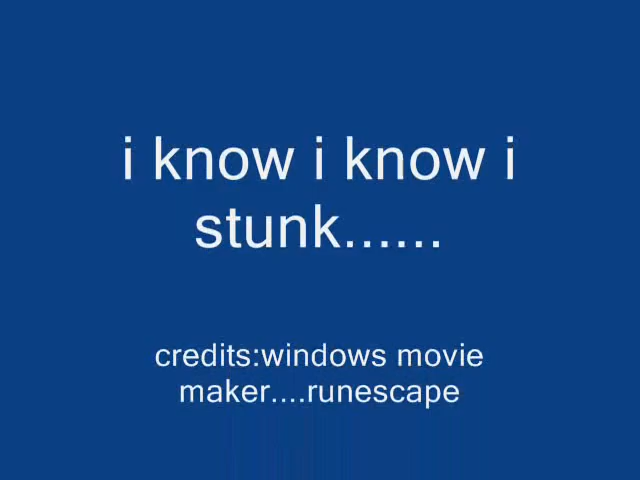 i know i know i
stunk......
credits:windows movie
maker....runescape